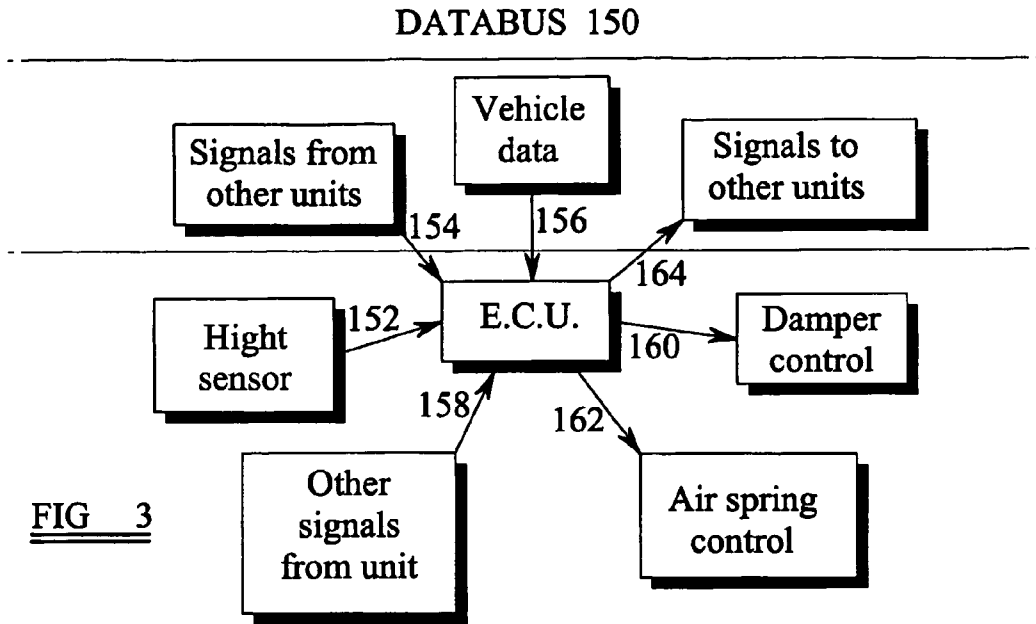 DATABUS 150
Vehicle
data
Signals from
other units
Signals to
other units
154
156
164
Hight
sensor
152
E.C.U.
160
Damper
control
158
162
Other
signals
from unit
Air spring
control
FIG 3